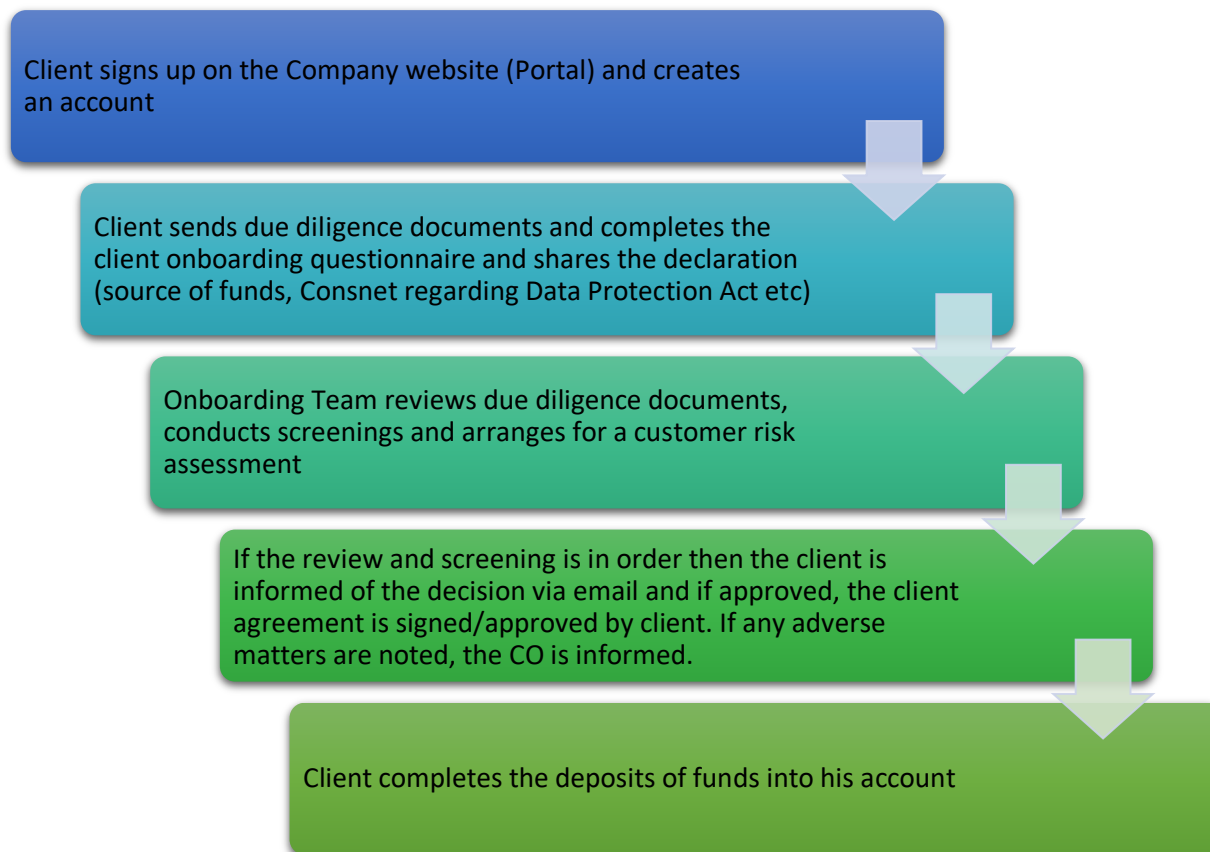 Client signs up on the Company website (Portal) and creates
an account
Client sends due diligence documents and completes the
client onboarding questionnaire and shares the declaration
(source of funds, Consnet regarding Data Protection Act etc)
Onboarding Team reviews due diligence documents,
conducts screenings and arranges for a customer risk
assessment
If the review and screening is in order then the client is
informed of the decision via email and if approved, the client
agreement is signed/approved by client. If any adverse
matters are noted, the CO is informed.
Client completes the deposits of funds into his account